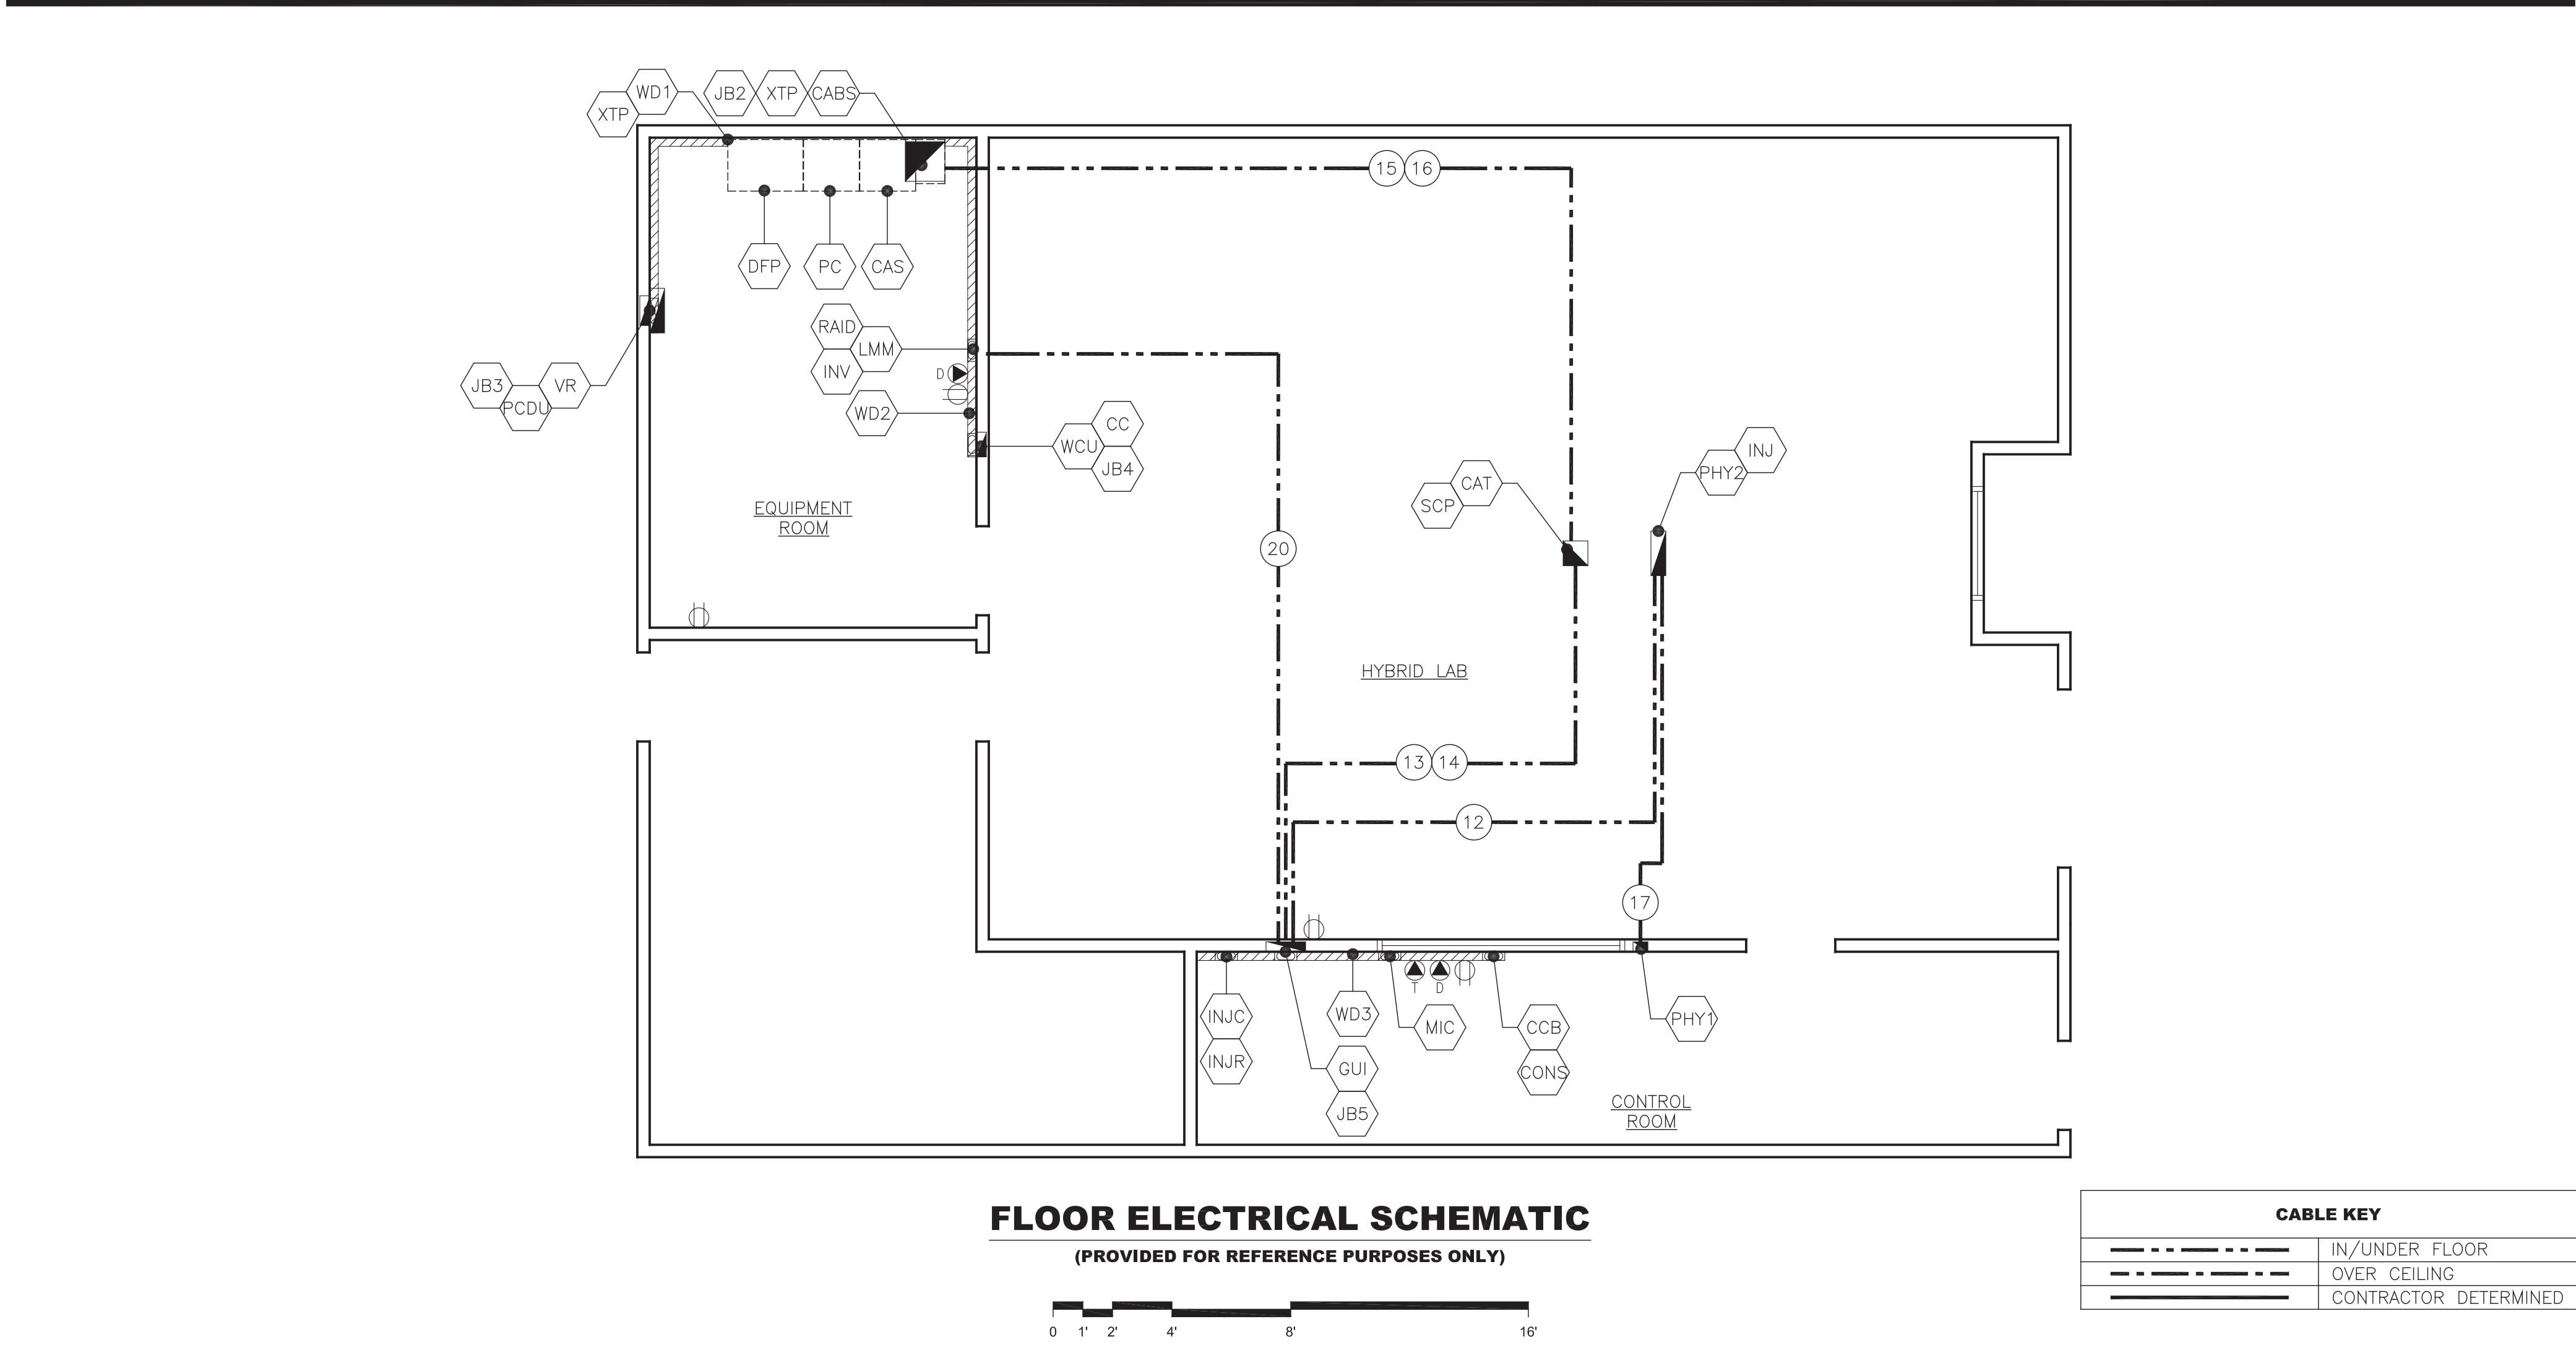 WD1
XTP
JB2 XTP CABS
15 16
DFP PC CAS
RAID
LMM
INV
D
WD2
JB3 VR
PCDU
CC
WCU
JB4
INJ
PHY2
CAT
SCP
EQUIPMENT
ROOM
20
HYBRID LAB
13 14
12
17
T D
INJC
INJR
WD3
MIC
CCB
CONS
PHY1
GUI
JB5
CONTROL
ROOM
FLOOR ELECTRICAL SCHEMATIC
(PROVIDED FOR REFERENCE PURPOSES ONLY)
0 1' 2' 4' 8' 16'
CABLE KEY
IN/UNDER FLOOR
OVER CEILING
CONTRACTOR DETERMINED